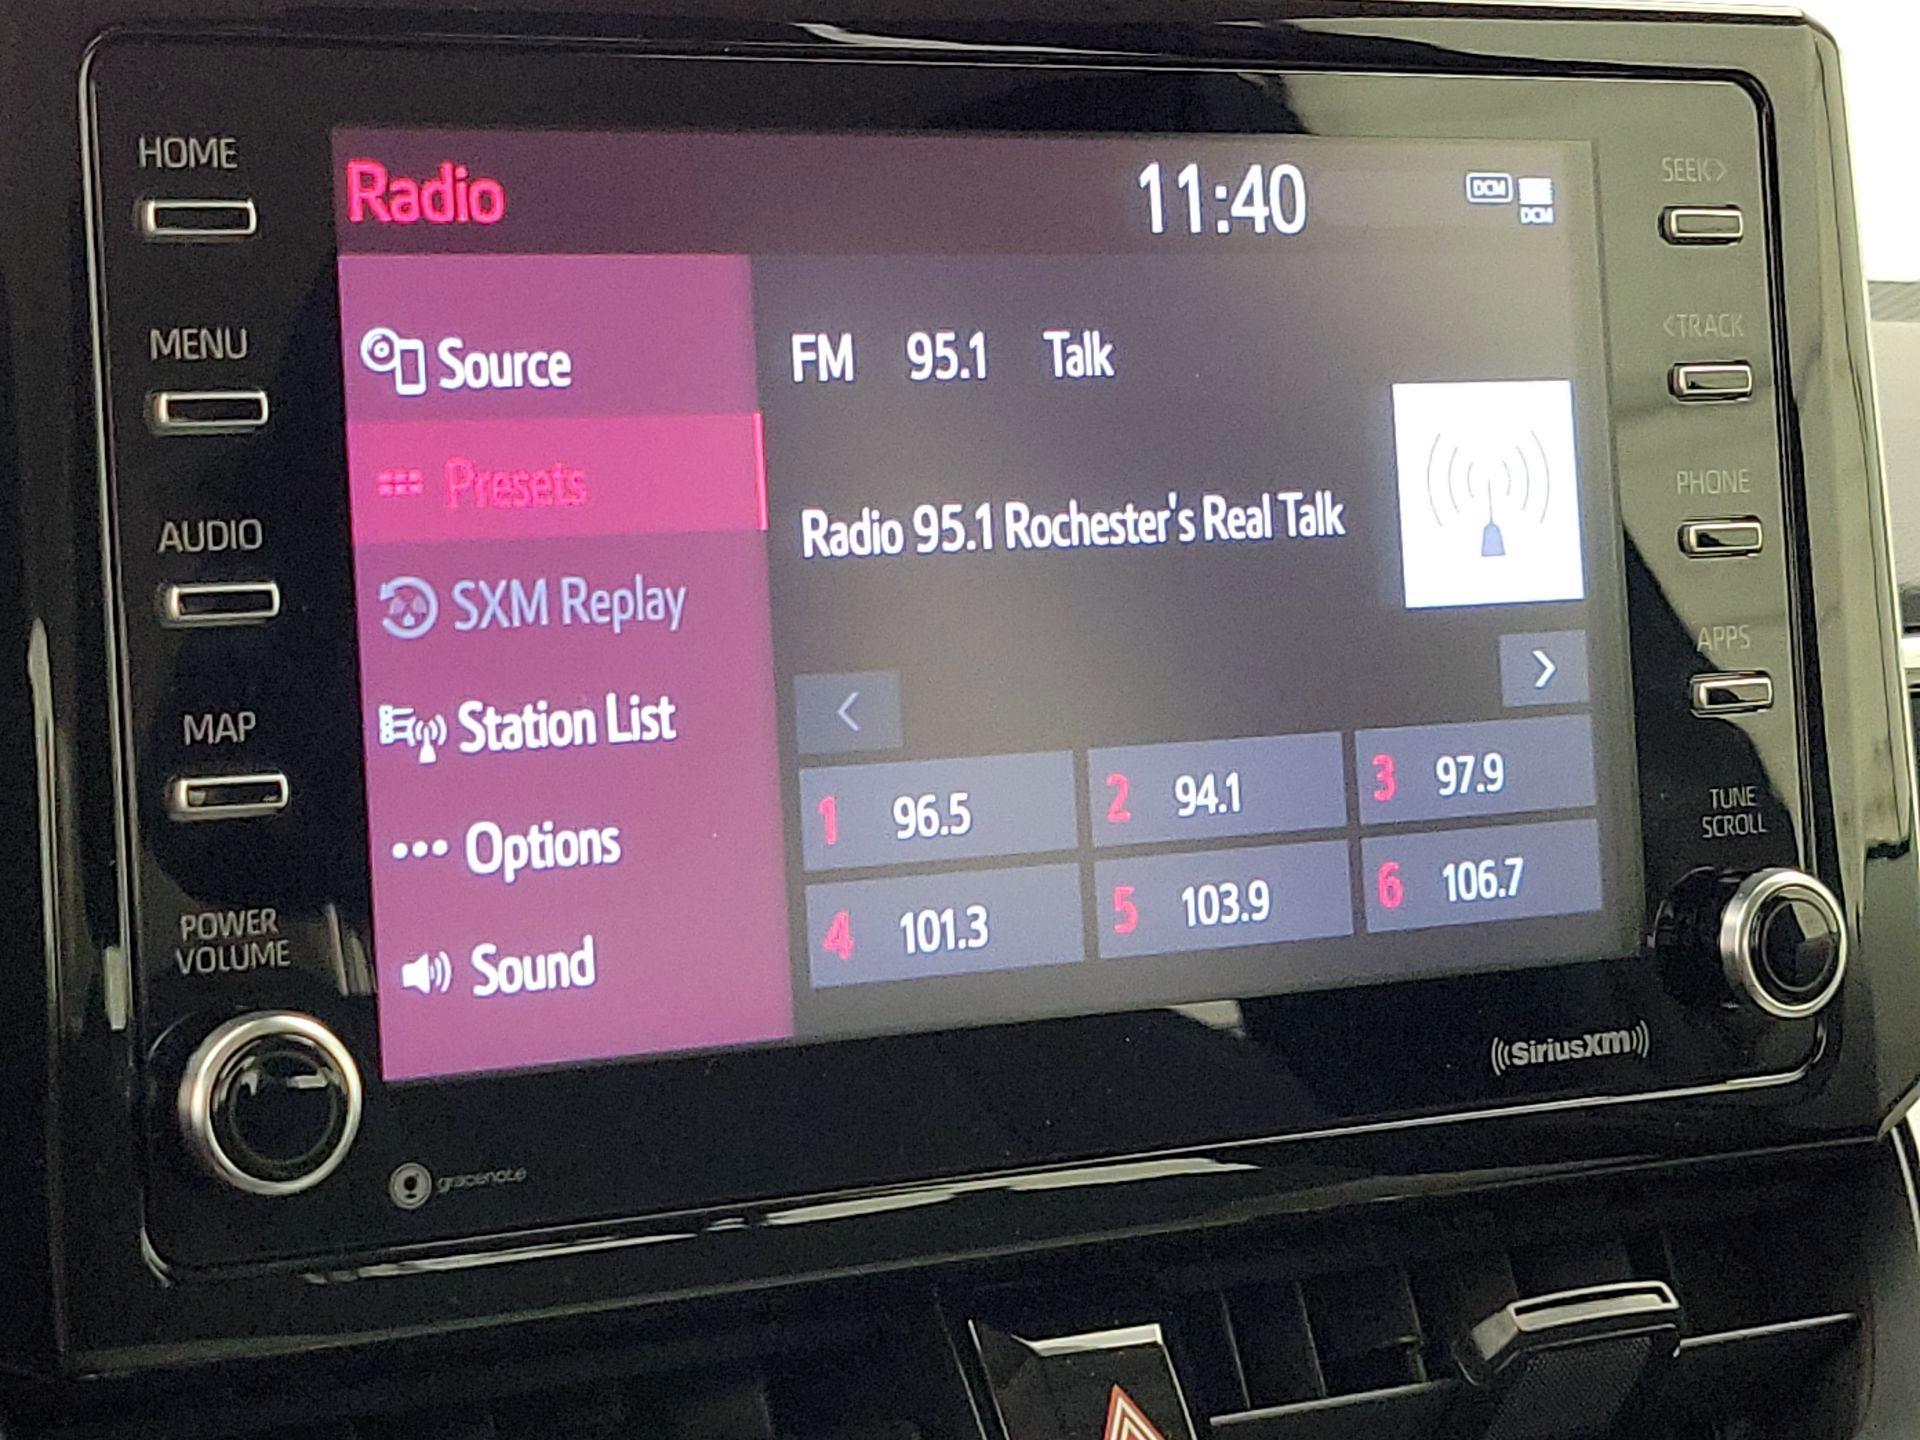 HOME
MENU
AUDIO
MAP
POWER
VOLUME
Radio
11:40
DCM
DCM
Source
Presets
SXM Replay
Station List
Options
Sound
FM 95.1 Talk
Radio 95.1 Rochester's Real Talk
<
>
1 96.5
2 94.1
3 97.9
4 101.3
5 103.9
6 106.7
SEEK>
<TRACK
PHONE
APPS
TUNE
SCROLL
gracenote
SiriusXM